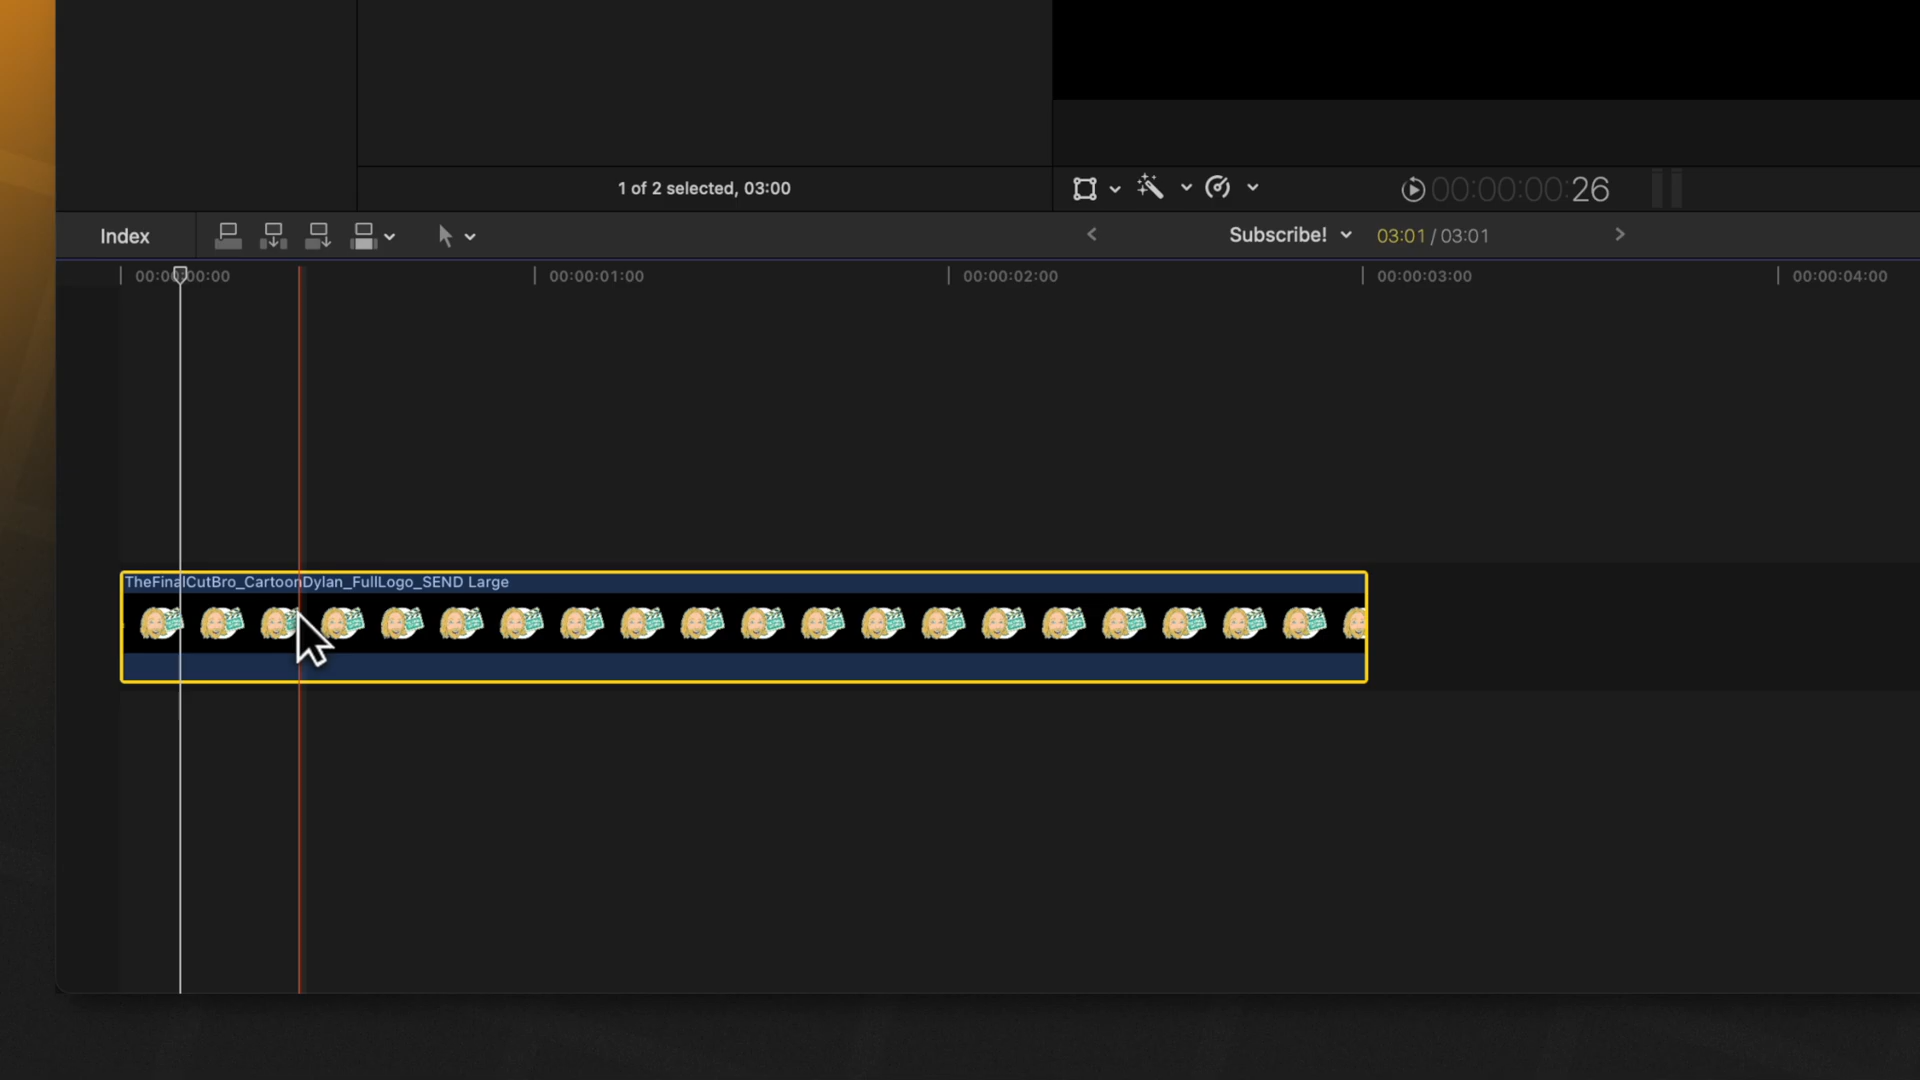 1 of 2 selected, 03:00
00:00:00:26
Index
Subscribe!
03:01 / 03:01
00:00:00:00
00:00:01:00
00:00:02:00
00:00:03:00
00:00:04:00
TheFinalCutBro_CartoonDylan_FullLogo_SEND Large